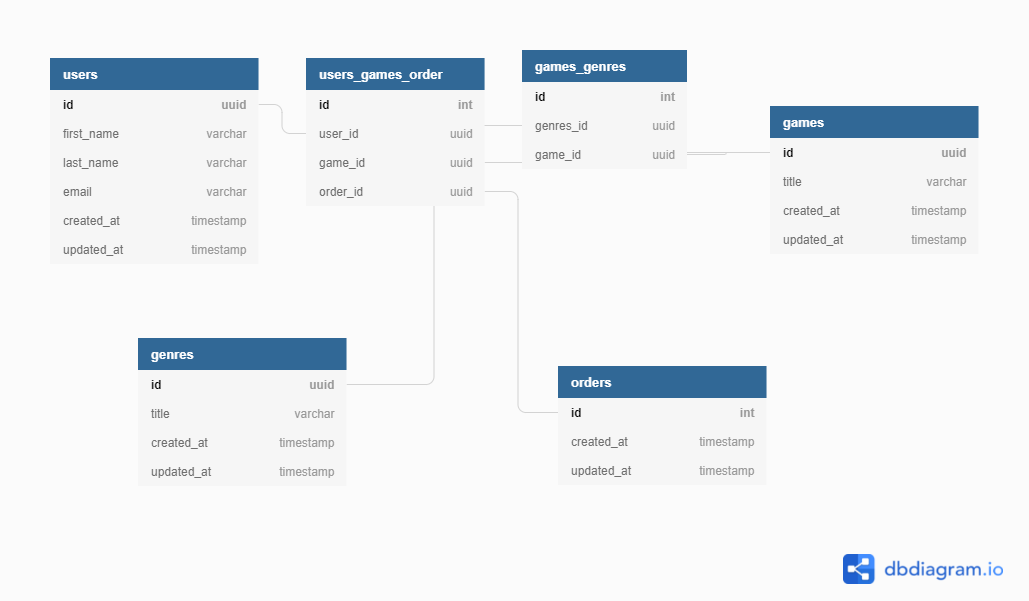 users
id uuid
first_name varchar
last_name varchar
email varchar
created_at timestamp
updated_at timestamp
users_games_order
id int
user_id uuid
game_id uuid
order_id uuid
games_genres
id int
genres_id uuid
game_id uuid
games
id uuid
title varchar
created_at timestamp
updated_at timestamp
genres
id uuid
title varchar
created_at timestamp
updated_at timestamp
orders
id int
created_at timestamp
updated_at timestamp
dbdiagram.io